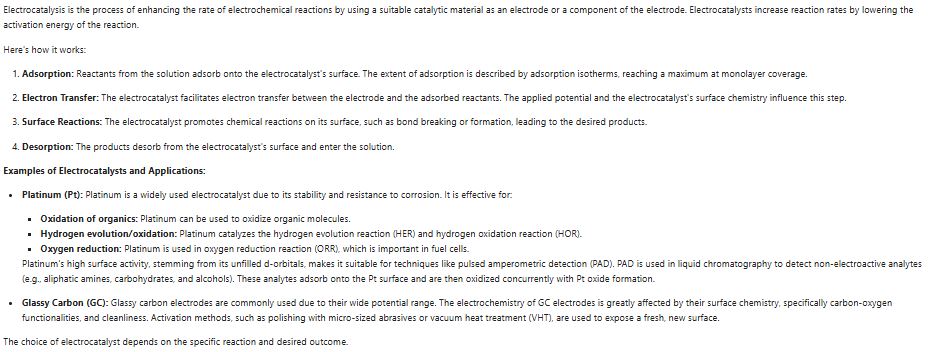 Electrocatalysis is the process of enhancing the rate of electrochemical reactions by using a suitable catalytic material as an electrode or a component of the electrode. Electrocatalysts increase reaction rates by lowering the
activation energy of the reaction.
Here's how it works:
1. Adsorption: Reactants from the solution adsorb onto the electrocatalyst's surface. The extent of adsorption is described by adsorption isotherms, reaching a maximum at monolayer coverage.
2. Electron Transfer: The electrocatalyst facilitates electron transfer between the electrode and the adsorbed reactants. The applied potential and the electrocatalyst's surface chemistry influence this step.
3. Surface Reactions: The electrocatalyst promotes chemical reactions on its surface, such as bond breaking or formation, leading to the desired products.
4. Desorption: The products desorb from the electrocatalyst's surface and enter the solution.
Examples of Electrocatalysts and Applications:
• Platinum (Pt): Platinum is a widely used electrocatalyst due to its stability and resistance to corrosion. It is effective for:
▪ Oxidation of organics: Platinum can be used to oxidize organic molecules.
▪ Hydrogen evolution/oxidation: Platinum catalyzes the hydrogen evolution reaction (HER) and hydrogen oxidation reaction (HOR).
▪ Oxygen reduction: Platinum is used in oxygen reduction reaction (ORR), which is important in fuel cells.
Platinum's high surface activity, stemming from its unfilled d-orbitals, makes it suitable for techniques like pulsed amperometric detection (PAD). PAD is used in liquid chromatography to detect non-electroactive analytes
(e.g., aliphatic amines, carbohydrates, and alcohols). These analytes adsorb onto the Pt surface and are then oxidized concurrently with Pt oxide formation.
• Glassy Carbon (GC): Glassy carbon electrodes are commonly used due to their wide potential range. The electrochemistry of GC electrodes is greatly affected by their surface chemistry, specifically carbon-oxygen
functionalities, and cleanliness. Activation methods, such as polishing with micro-sized abrasives or vacuum heat treatment (VHT), are used to expose a fresh, new surface.
The choice of electrocatalyst depends on the specific reaction and desired outcome.